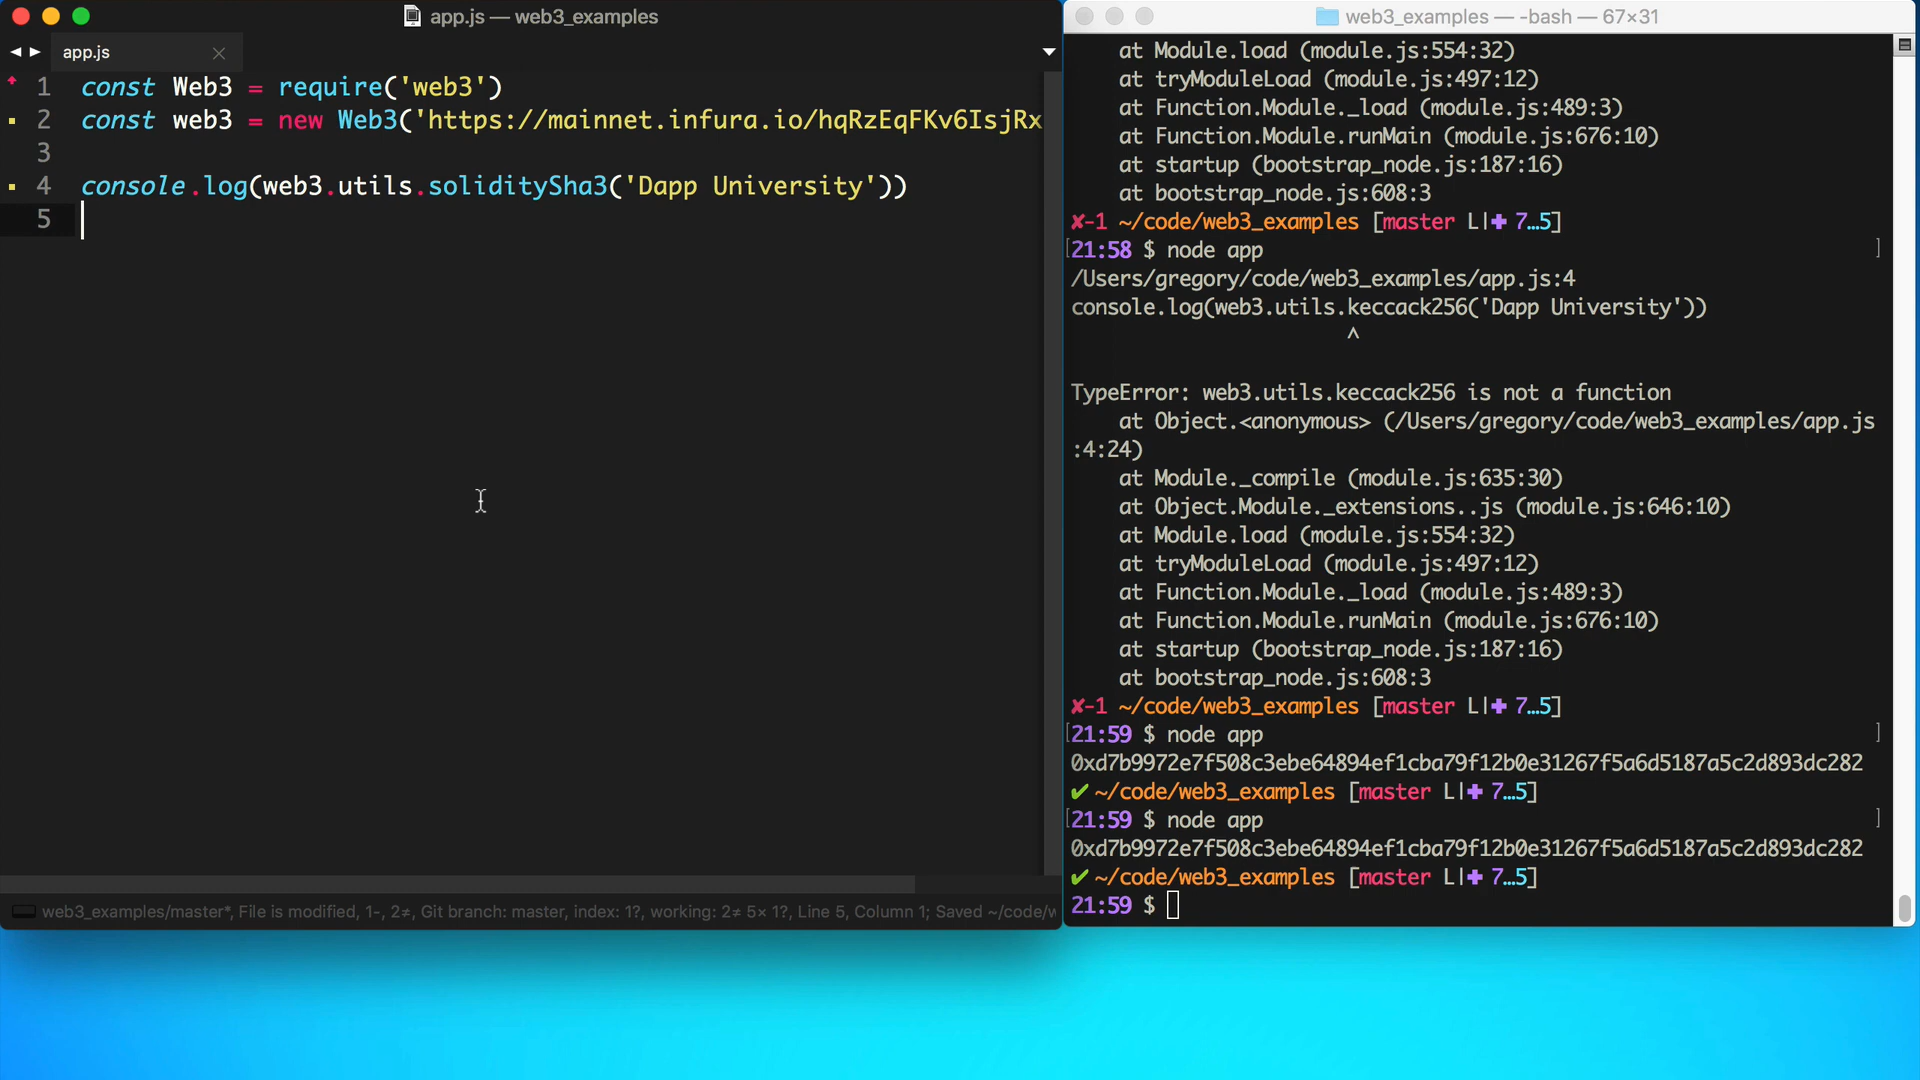 app.js — web3_examples
app.js
1 const Web3 = require('web3')
2 const web3 = new Web3('https://mainnet.infura.io/hqRzEqFKv6IsjRx
3
4 console.log(web3.utils.soliditySha3('Dapp University'))
5
web3_examples/master*, File is modified, 1-, 2≠, Git branch: master, index: 1?, working: 2≠ 5× 1?, Line 5, Column 1; Saved ~/code/w
web3_examples — -bash — 67×31
at Module.load (module.js:554:32)
at tryModuleLoad (module.js:497:12)
at Function.Module._load (module.js:489:3)
at Function.Module.runMain (module.js:676:10)
at startup (bootstrap_node.js:187:16)
at bootstrap_node.js:608:3
✘-1 ~/code/web3_examples [master L|✚ 7…5]
[21:58 $ node app ]
/Users/gregory/code/web3_examples/app.js:4
console.log(web3.utils.keccack256('Dapp University'))
^
TypeError: web3.utils.keccack256 is not a function
at Object.<anonymous> (/Users/gregory/code/web3_examples/app.js
:4:24)
at Module._compile (module.js:635:30)
at Object.Module._extensions..js (module.js:646:10)
at Module.load (module.js:554:32)
at tryModuleLoad (module.js:497:12)
at Function.Module._load (module.js:489:3)
at Function.Module.runMain (module.js:676:10)
at startup (bootstrap_node.js:187:16)
at bootstrap_node.js:608:3
✘-1 ~/code/web3_examples [master L|✚ 7…5]
[21:59 $ node app ]
0xd7b9972e7f508c3ebe64894ef1cba79f12b0e31267f5a6d5187a5c2d893dc282
✔ ~/code/web3_examples [master L|✚ 7…5]
[21:59 $ node app ]
0xd7b9972e7f508c3ebe64894ef1cba79f12b0e31267f5a6d5187a5c2d893dc282
✔ ~/code/web3_examples [master L|✚ 7…5]
21:59 $